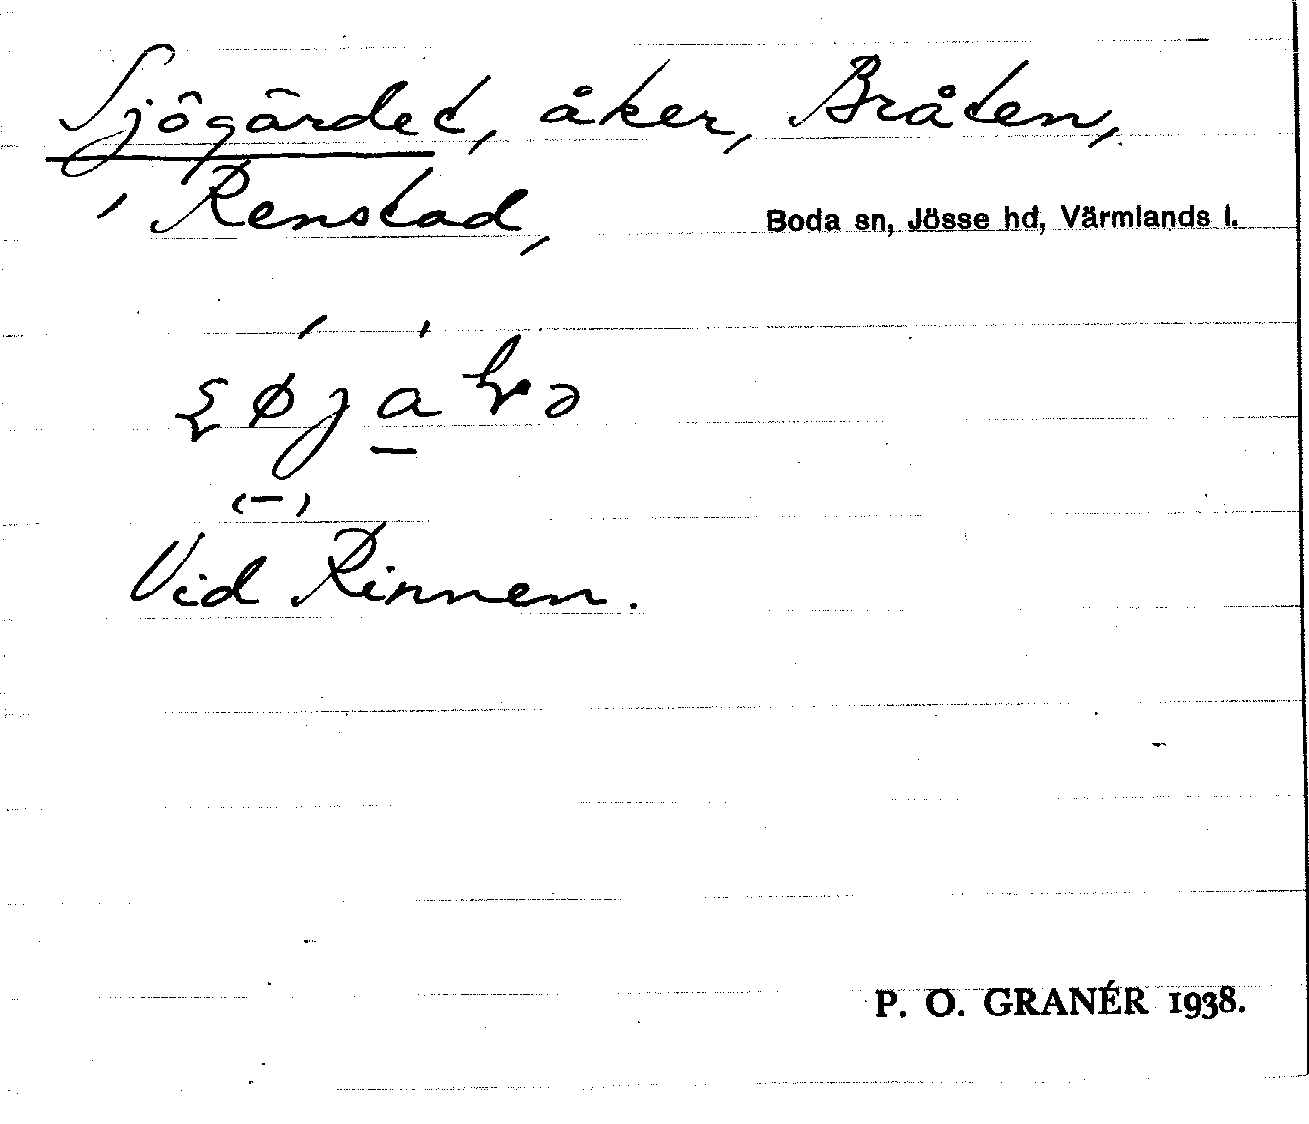 Sjögärdet, åker, Bråten,
, Renstad, Boda sn, Jösse hd, Värmlands l.
Vid Rinnen.
P. O. GRANÉR 1938.